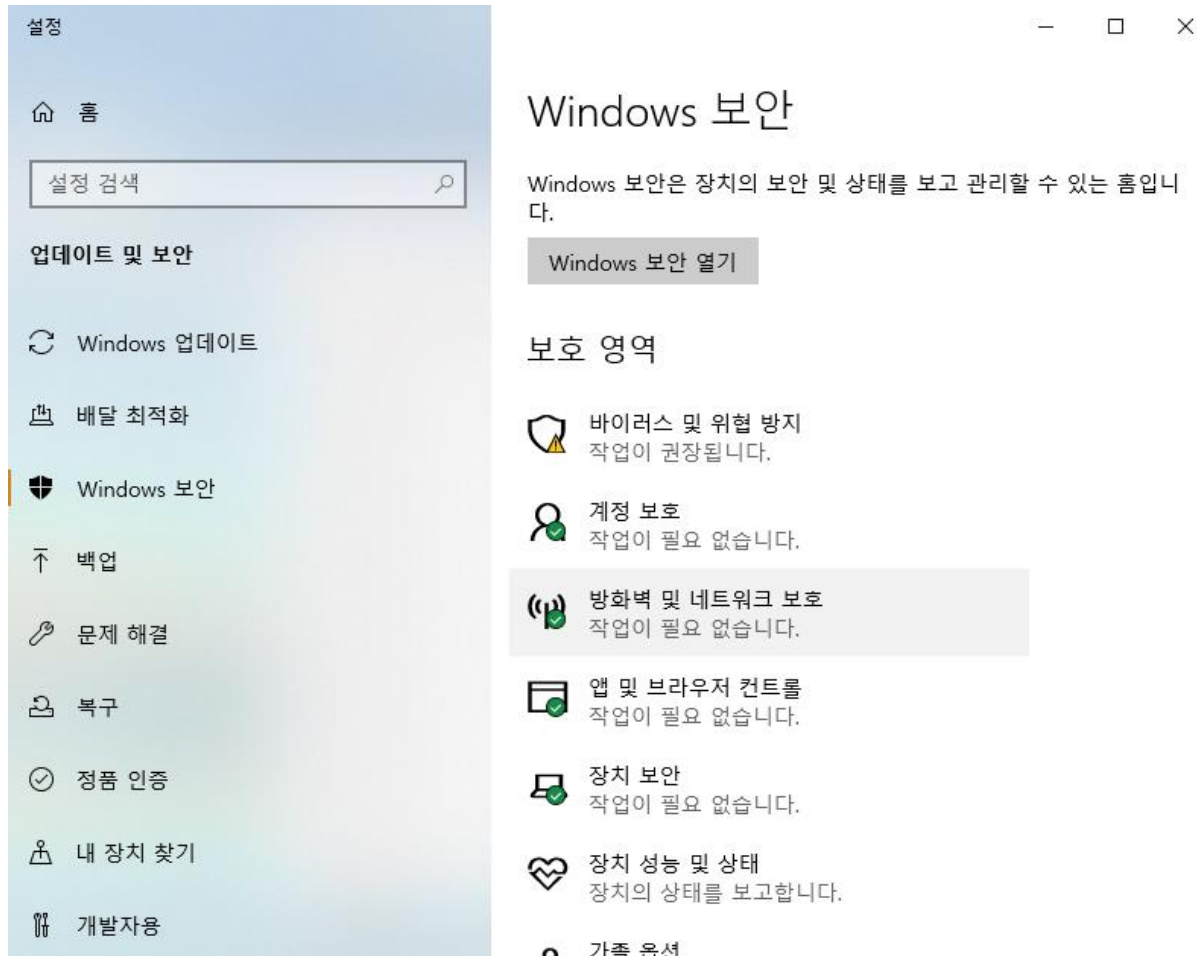 설정
홈
설정 검색
업데이트 및 보안
Windows 업데이트
배달 최적화
Windows 보안
백업
문제 해결
복구
정품 인증
내 장치 찾기
개발자용
Windows 보안
Windows 보안은 장치의 보안 및 상태를 보고 관리할 수 있는 홈입니
다.
Windows 보안 열기
보호 영역
바이러스 및 위협 방지
작업이 권장됩니다.
계정 보호
작업이 필요 없습니다.
방화벽 및 네트워크 보호
작업이 필요 없습니다.
앱 및 브라우저 컨트롤
작업이 필요 없습니다.
장치 보안
작업이 필요 없습니다.
장치 성능 및 상태
장치의 상태를 보고합니다.
가족 옵션